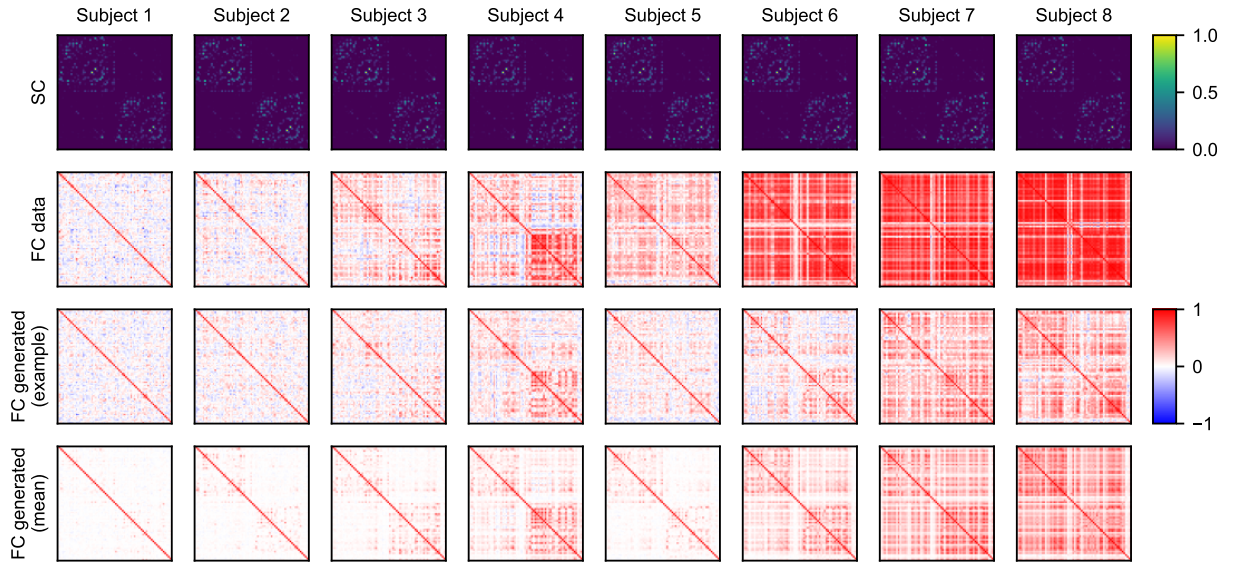 Subject 1 Subject 2 Subject 3 Subject 4 Subject 5 Subject 6 Subject 7 Subject 8
SC
1.0
0.5
0.0
FC data
FC generated
(example)
1
0
−1
FC generated
(mean)